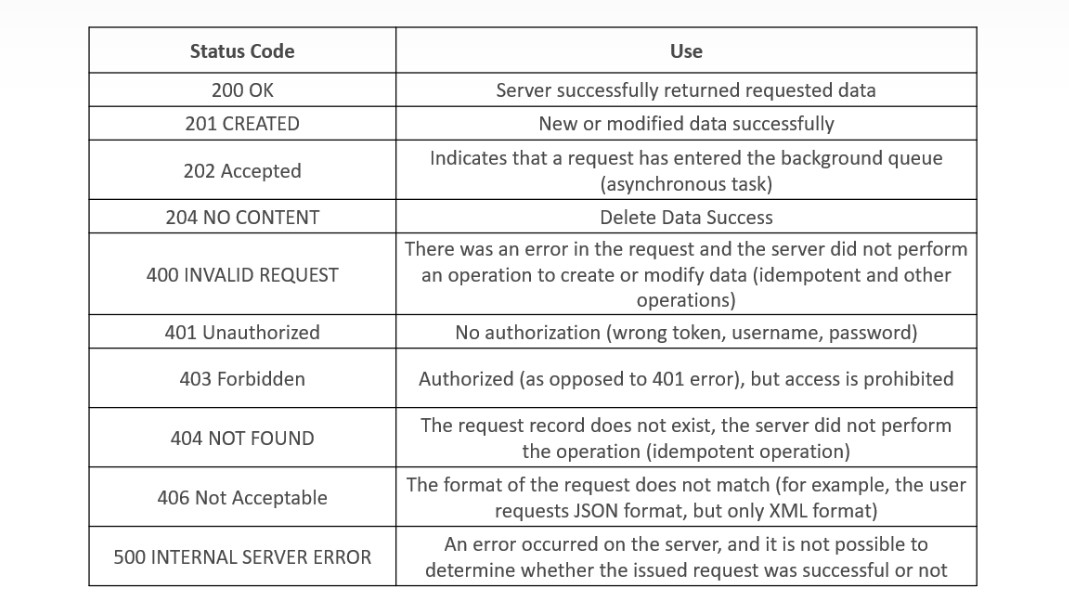 Status Code
Use
200 OK
Server successfully returned requested data
201 CREATED
New or modified data successfully
202 Accepted
Indicates that a request has entered the background queue
(asynchronous task)
204 NO CONTENT
Delete Data Success
400 INVALID REQUEST
There was an error in the request and the server did not perform
an operation to create or modify data (idempotent and other
operations)
401 Unauthorized
No authorization (wrong token, username, password)
403 Forbidden
Authorized (as opposed to 401 error), but access is prohibited
404 NOT FOUND
The request record does not exist, the server did not perform
the operation (idempotent operation)
406 Not Acceptable
The format of the request does not match (for example, the user
requests JSON format, but only XML format)
500 INTERNAL SERVER ERROR
An error occurred on the server, and it is not possible to
determine whether the issued request was successful or not